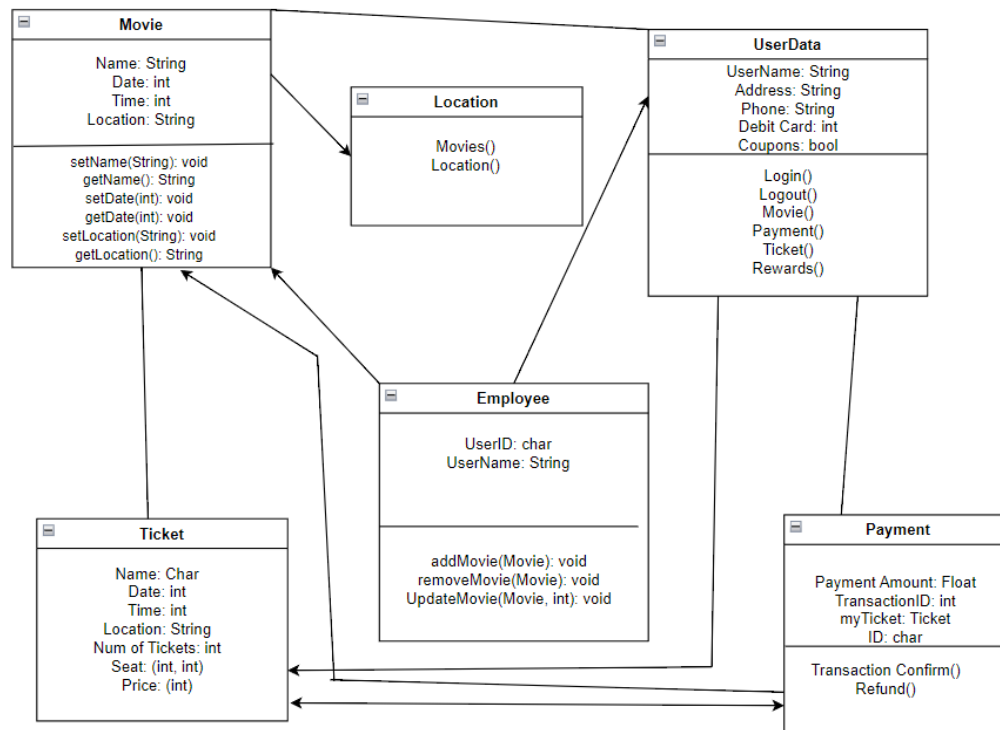 Movie
Name: String
Date: int
Time: int
Location: String
setName(String): void
getName(): String
setDate(int): void
getDate(int): void
setLocation(String): void
getLocation(): String
Location
Movies()
Location()
UserData
UserName: String
Address: String
Phone: String
Debit Card: int
Coupons: bool
Login()
Logout()
Movie()
Payment()
Ticket()
Rewards()
Employee
UserID: char
UserName: String
addMovie(Movie): void
removeMovie(Movie): void
UpdateMovie(Movie, int): void
Ticket
Name: Char
Date: int
Time: int
Location: String
Num of Tickets: int
Seat: (int, int)
Price: (int)
Payment
Payment Amount: Float
TransactionID: int
myTicket: Ticket
ID: char
Transaction Confirm()
Refund()